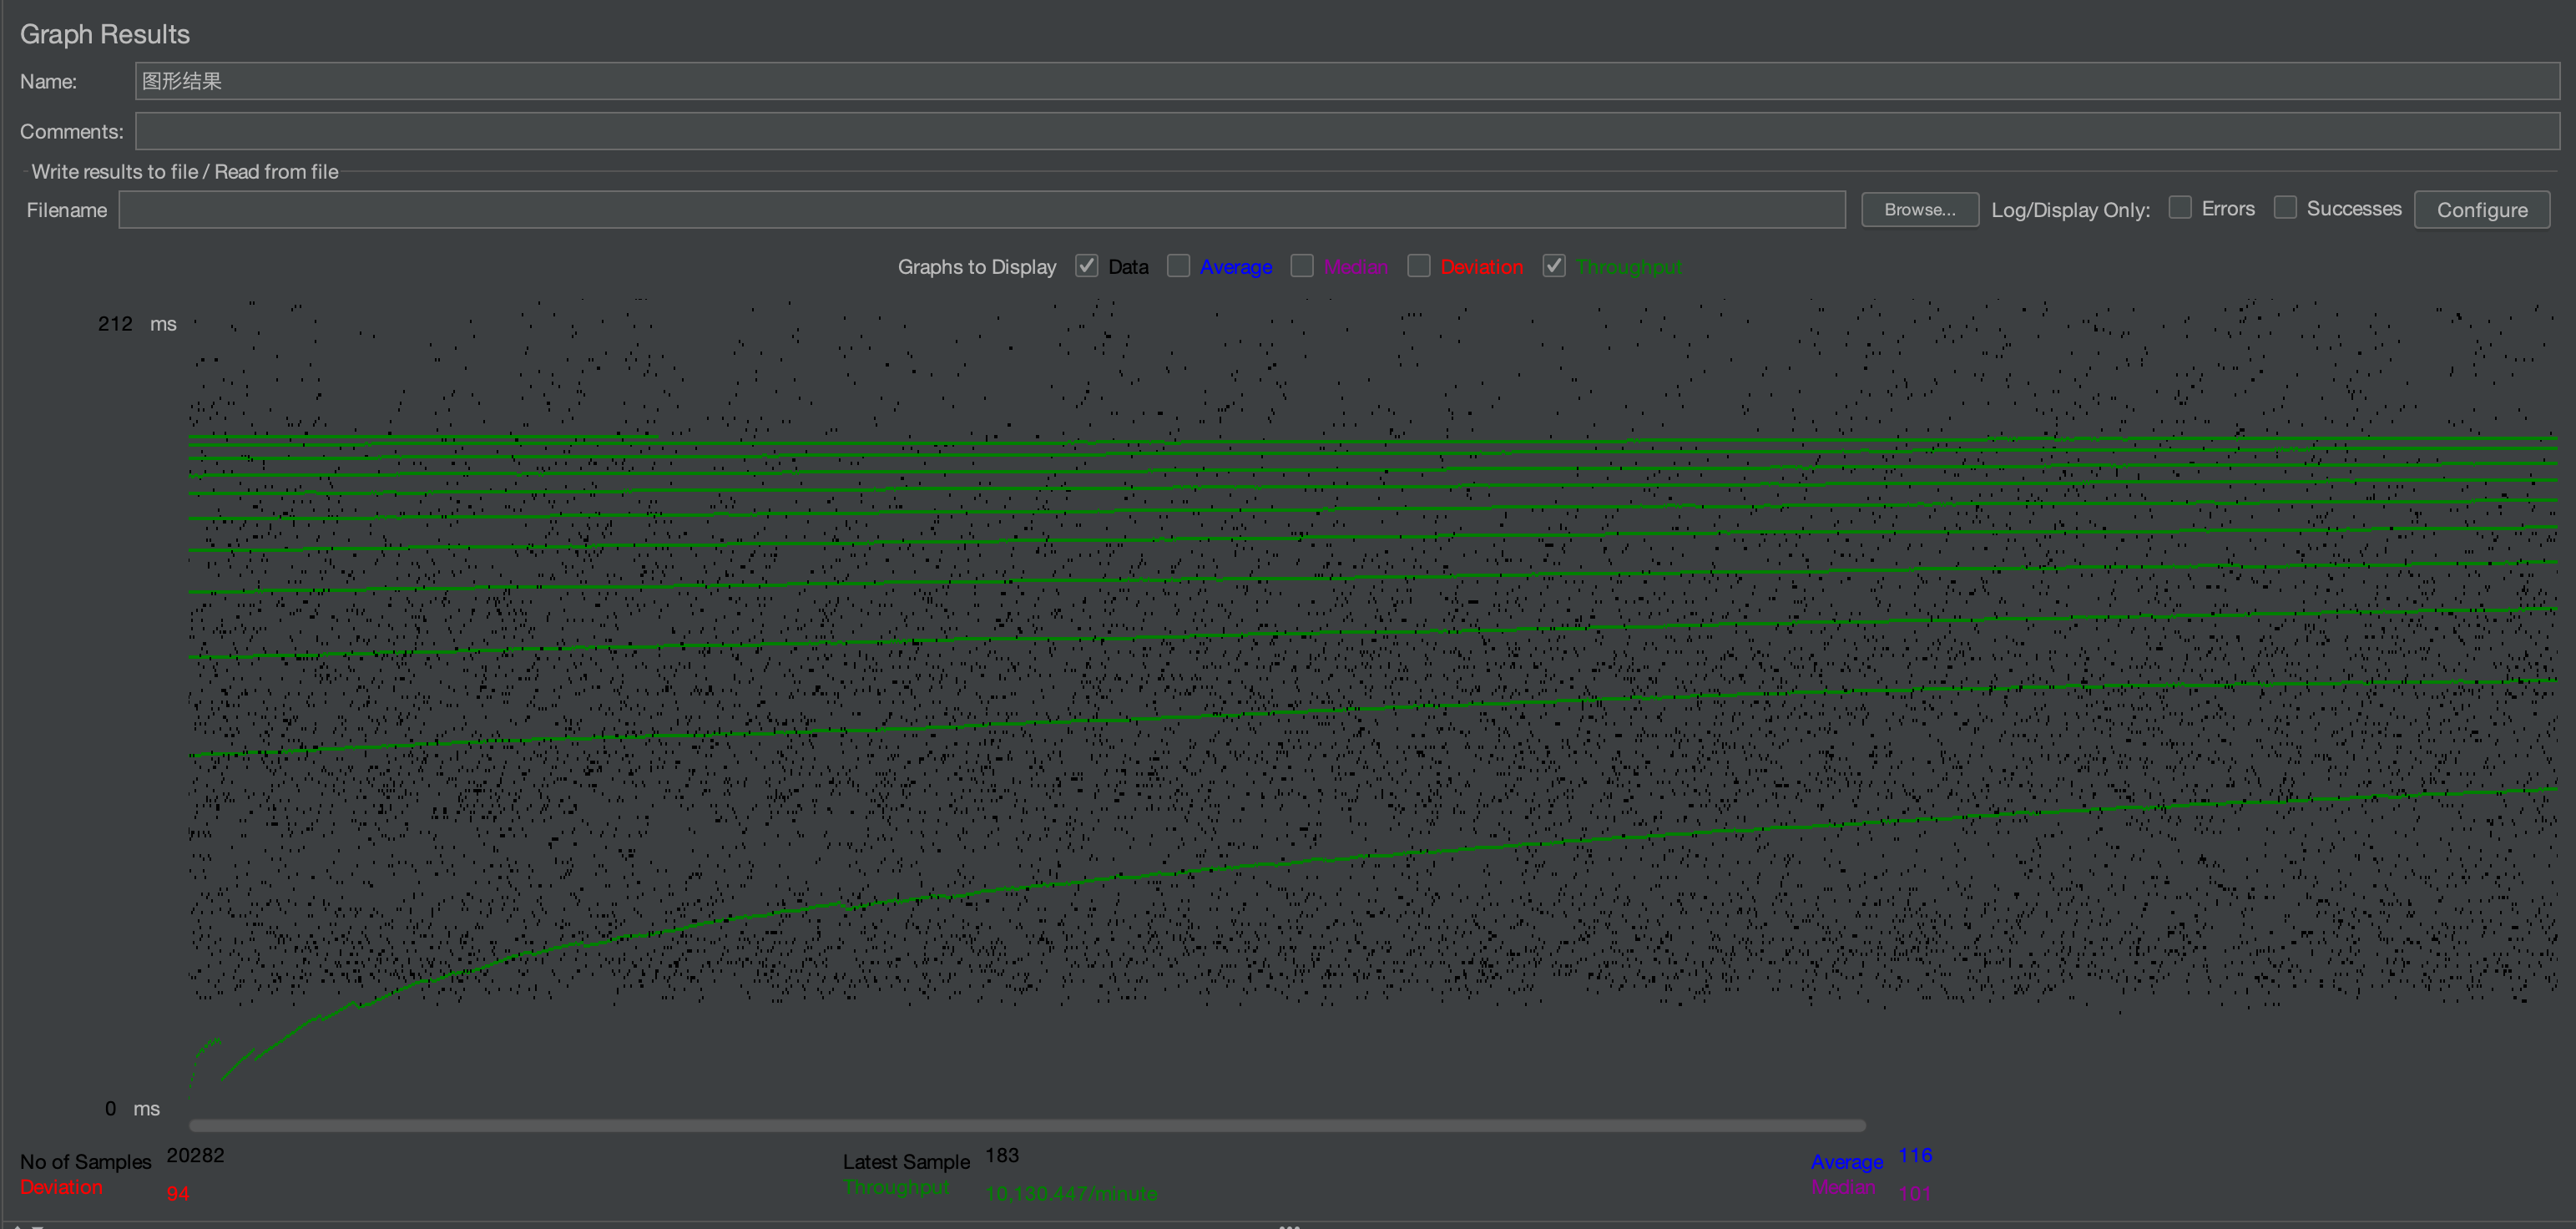 Graph Results
Name: 图形结果
Comments:
Write results to file / Read from file
Filename Browse... Log/Display Only: Errors Successes Configure
Graphs to Display Data Average Median Deviation Throughput
212 ms
0 ms
No of Samples 20282 Latest Sample 183 Average 116
Deviation 94 Throughput 10,130.447/minute Median 101